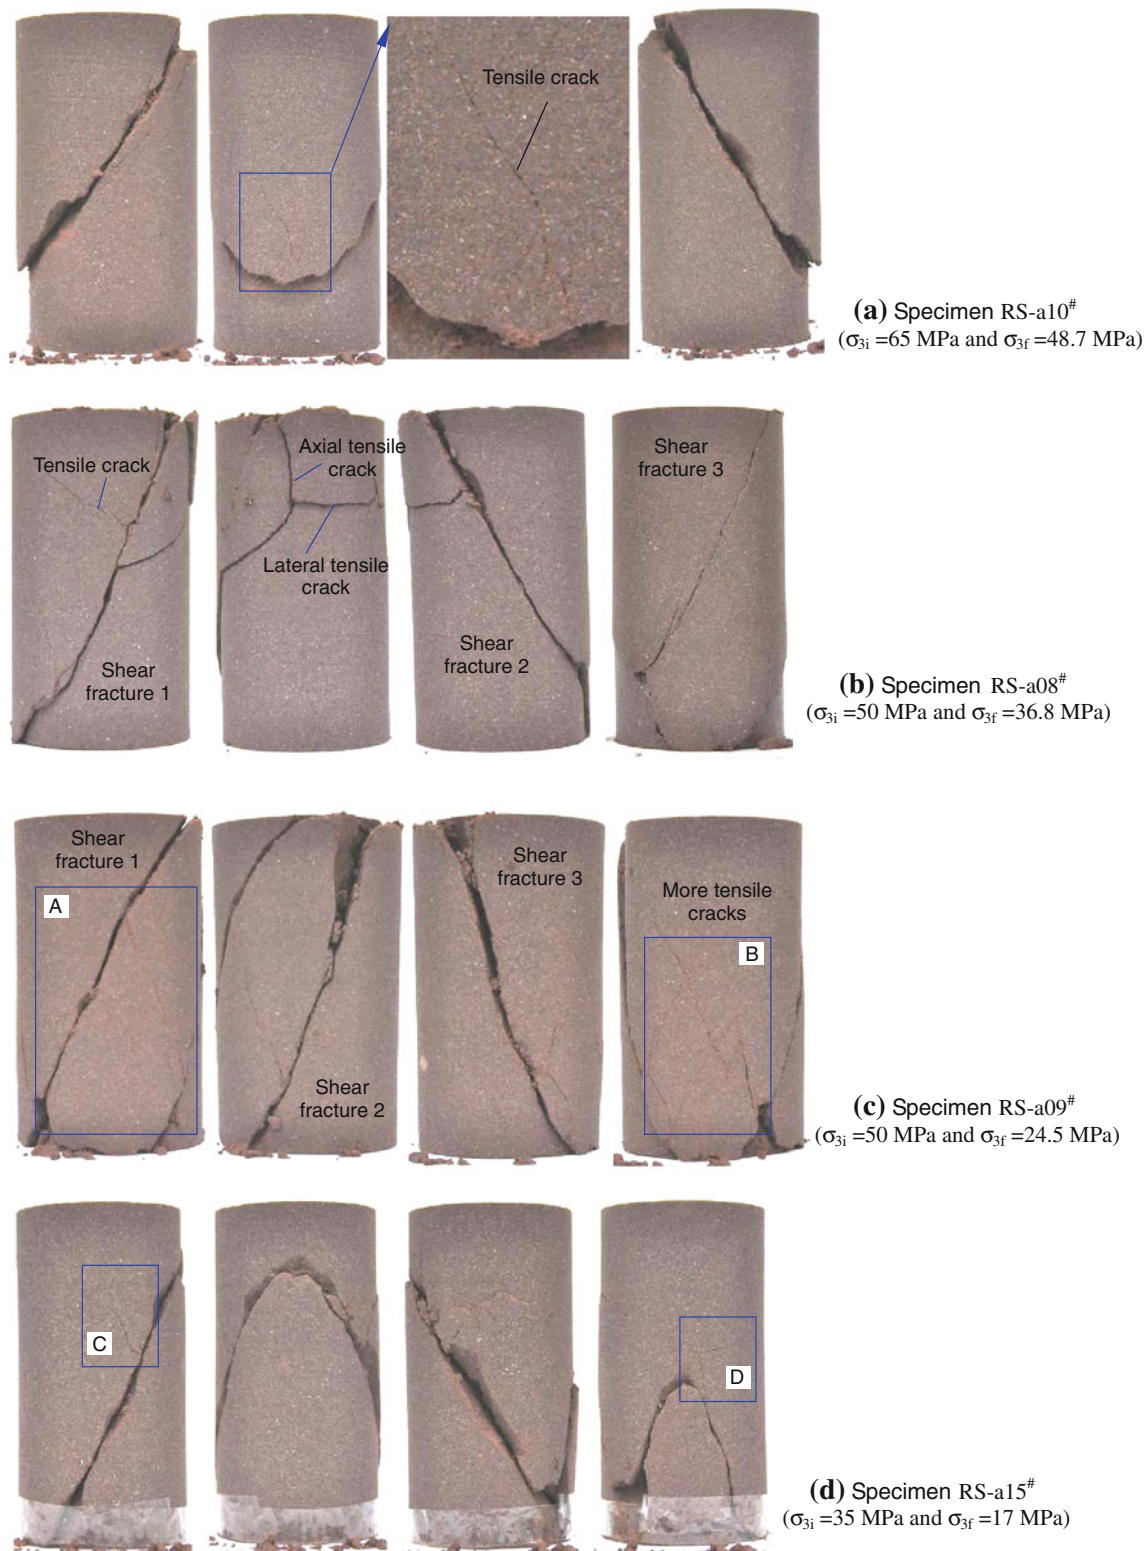 Tensile crack
(a) Specimen RS-a10#
(σ3i =65 MPa and σ3f =48.7 MPa)
Tensile crack
Axial tensile
crack
Lateral tensile
crack
Shear
fracture 1
Shear
fracture 2
Shear
fracture 3
(b) Specimen RS-a08#
(σ3i =50 MPa and σ3f =36.8 MPa)
Shear
fracture 1
A
Shear
fracture 2
Shear
fracture 3
More tensile
cracks
B
(c) Specimen RS-a09#
(σ3i =50 MPa and σ3f =24.5 MPa)
C
D
(d) Specimen RS-a15#
(σ3i =35 MPa and σ3f =17 MPa)